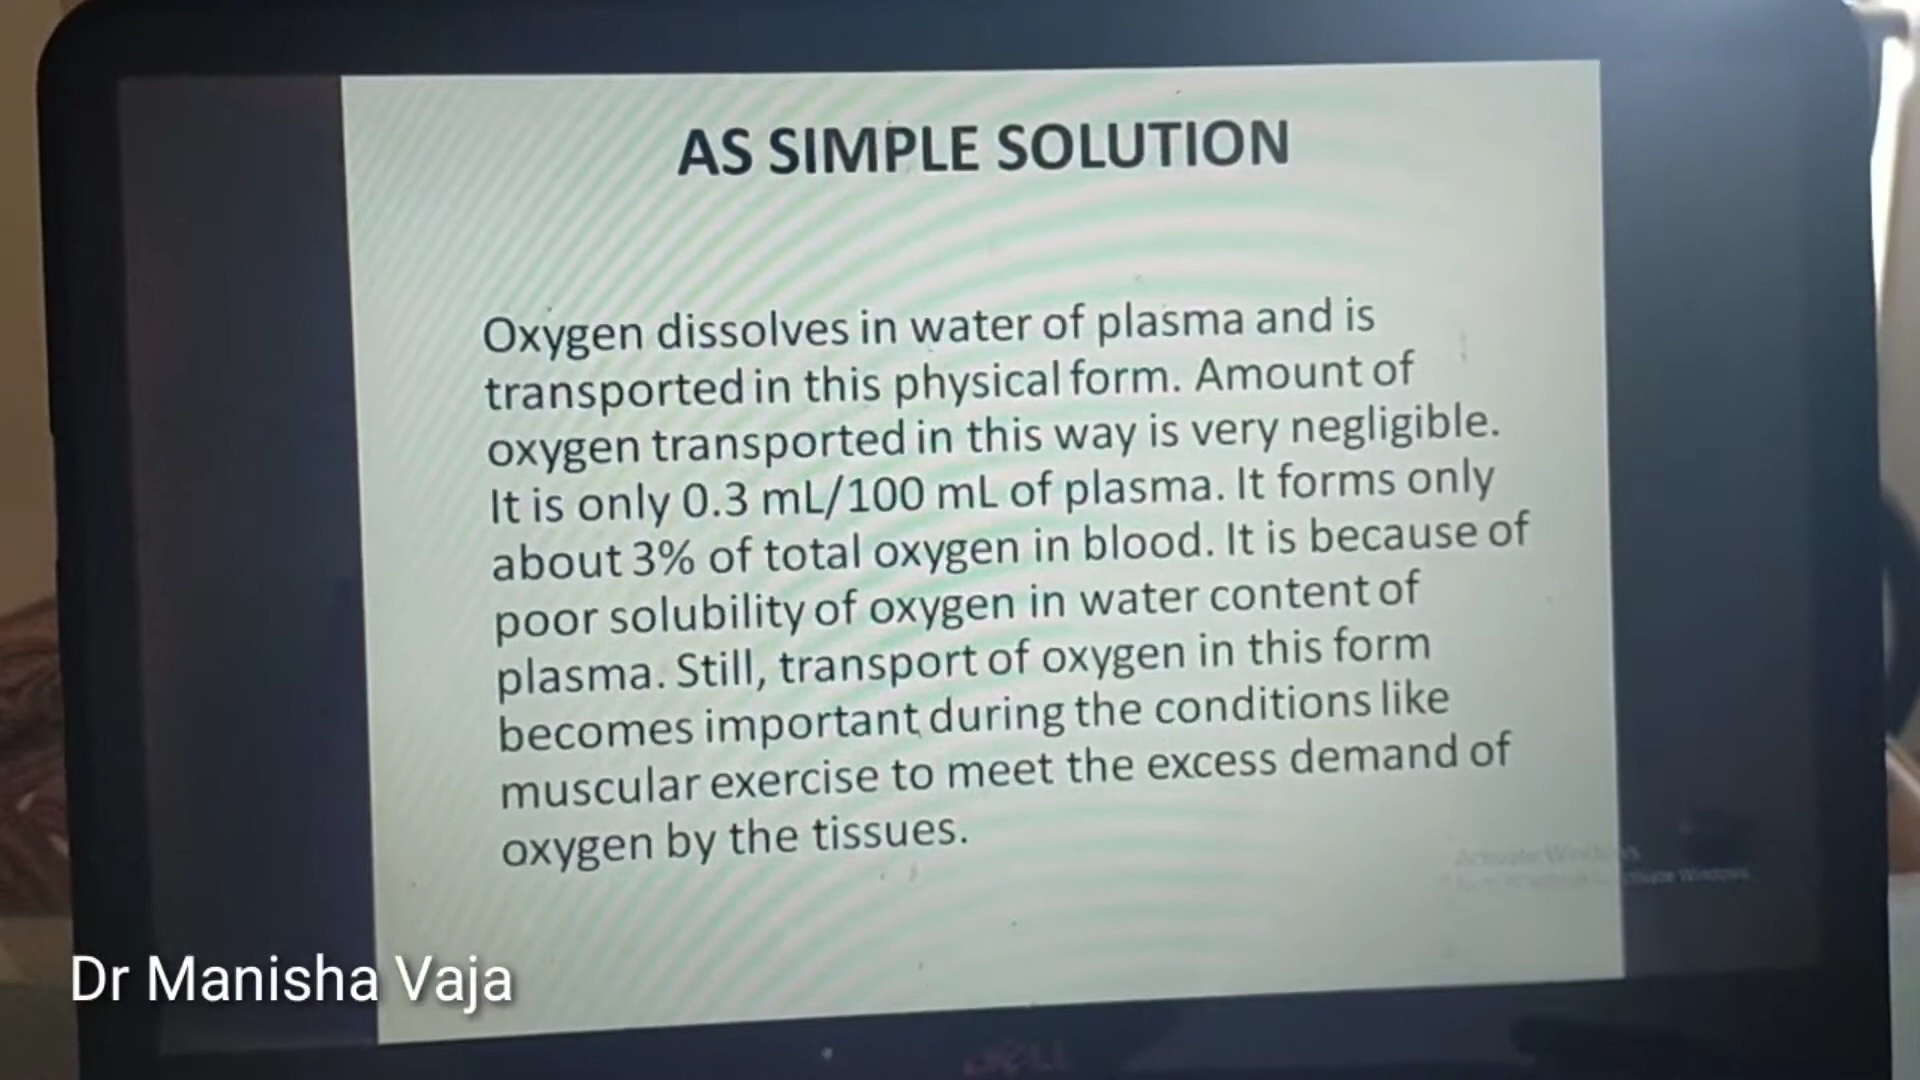 AS SIMPLE SOLUTION
Oxygen dissolves in water of plasma and is
transported in this physical form. Amount of
oxygen transported in this way is very negligible.
It is only 0.3 mL/100 mL of plasma. It forms only
about 3% of total oxygen in blood. It is because of
poor solubility of oxygen in water content of
plasma. Still, transport of oxygen in this form
becomes important during the conditions like
muscular exercise to meet the excess demand of
oxygen by the tissues.
Activate Windows
Dr Manisha Vaja
DELL